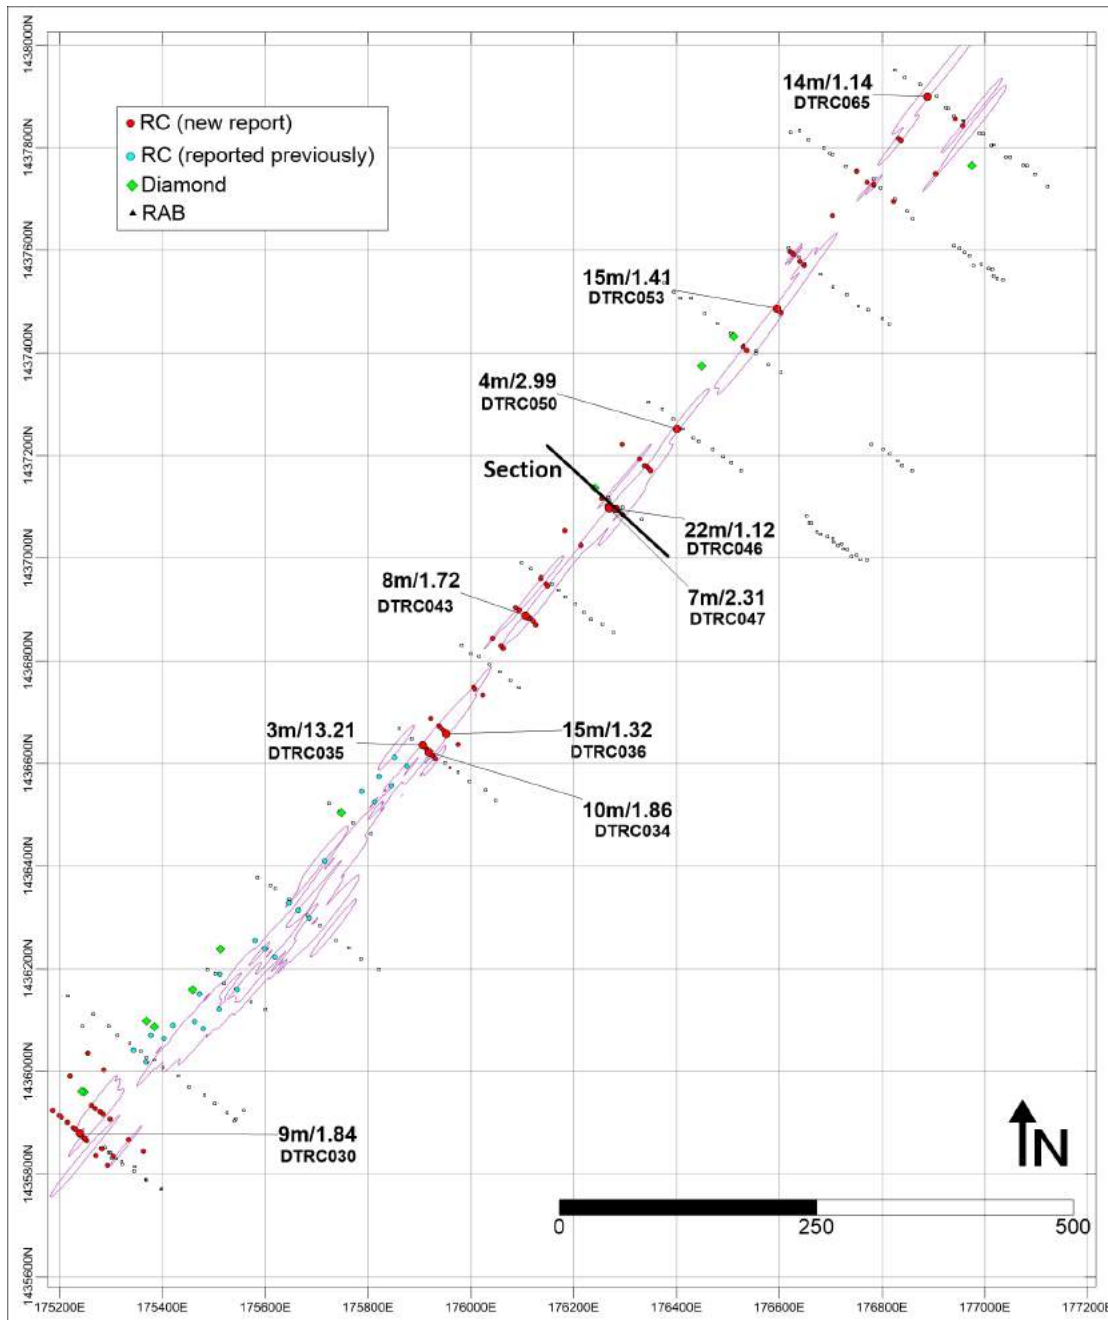 RC (new report)
RC (reported previously)
Diamond
RAB
14m/1.14
DTRC065
15m/1.41
DTRC053
4m/2.99
DTRC050
Section
22m/1.12
DTRC046
7m/2.31
DTRC047
8m/1.72
DTRC043
3m/13.21
DTRC035
15m/1.32
DTRC036
10m/1.86
DTRC034
9m/1.84
DTRC030
N
0 250 500
1438000N
1437800N
1437600N
1437400N
1437200N
1437000N
1436800N
1436600N
1436400N
1436200N
1436000N
1435800N
1435600N
175200E 175400E 175600E 175800E 176000E 176200E 176400E 176600E 176800E 177000E 177200E